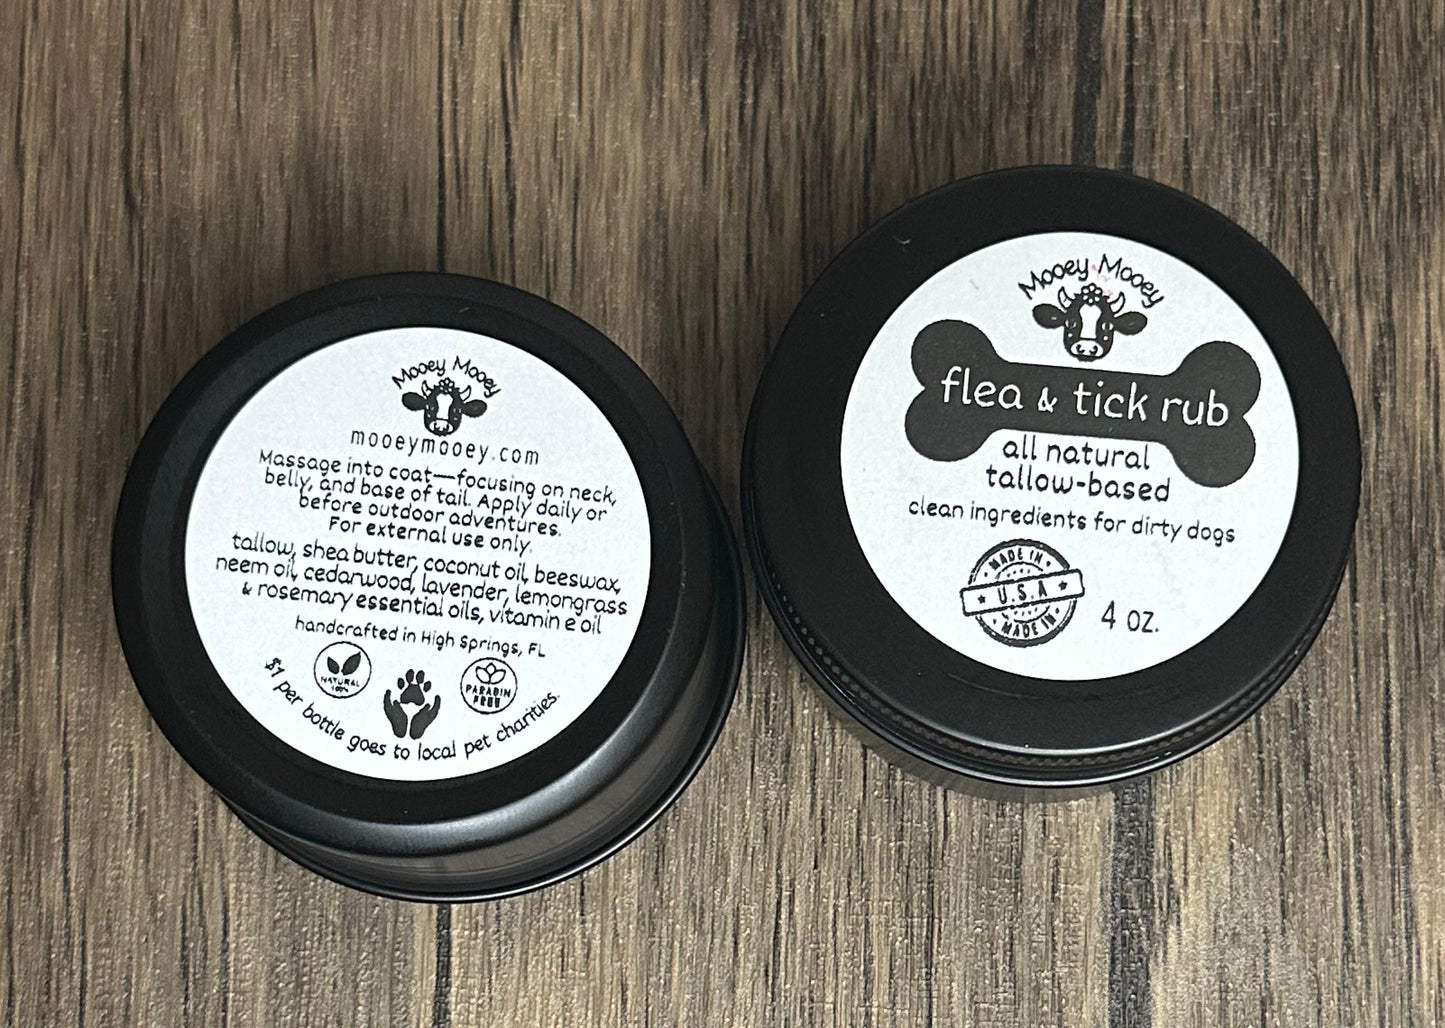 Mooey Mooey
mooeymooey.com
Massage into coat—focusing on neck,
belly, and base of tail. Apply daily or
before outdoor adventures.
For external use only.
tallow, shea butter, coconut oil, beeswax,
neem oil, cedarwood, lavender, lemongrass
& rosemary essential oils, vitamin e oil
handcrafted in High Springs, FL
NATURAL
100%
PARABIN
FREE
$1 per bottle goes to local pet charities.
Mooey Mooey
flea & tick rub
all natural
tallow-based
clean ingredients for dirty dogs
MADE IN
U.S.A
MADE IN
4 oz.